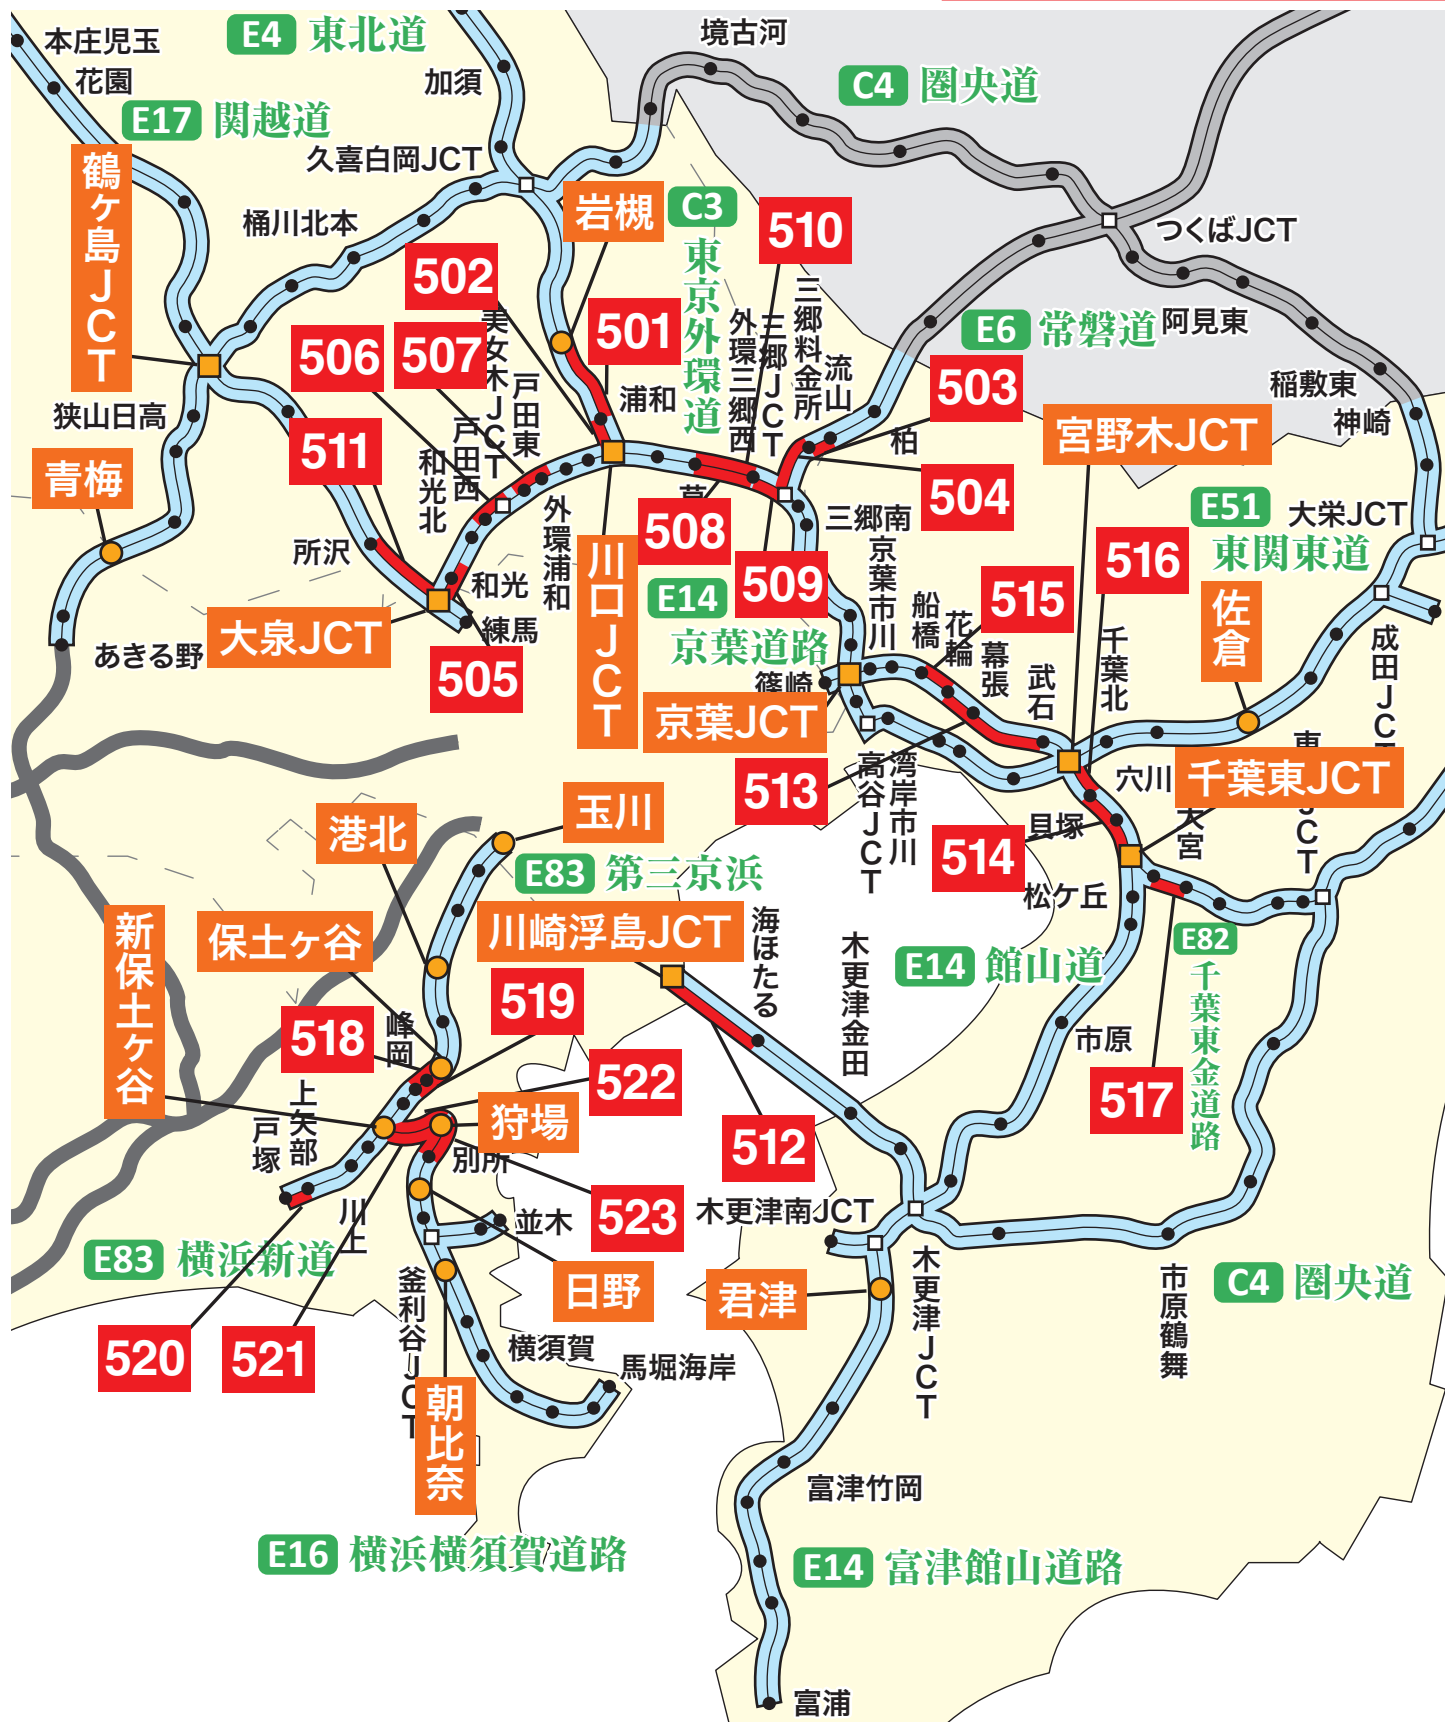 本庄児玉
花園
E4 東北道
加須
境古河
C4 圏央道
E17 関越道
久喜白岡JCT
鶴ヶ島JCT
桶川北本
岩槻
C3
東京外環道
510
つくばJCT
502
三郷料金所
E6 常磐道
阿見東
501
外環三郷西
三郷JCT
流山
506
507
美女木JCT
戸田東
浦和
503
稲敷東
神崎
狭山日高
511
戸田西
和光北
柏
宮野木JCT
青梅
504
508
三郷南
E51
東関東道
大栄JCT
所沢
外環浦和
川口JCT
京葉市川
516
和光
E14
京葉道路
509
船橋
花輪
515
佐倉
あきる野
大泉JCT
練馬
幕張
武石
千葉北
成田JCT
505
篠崎
京葉JCT
513
高谷JCT
湾岸市川
穴川
千葉東JCT
東
JCT
玉川
港北
貝塚
大宮
514
E83 第三京浜
松ケ丘
新保土ヶ谷
保土ヶ谷
川崎浮島JCT
海ほたる
木更津金田
E14 館山道
E82
千葉東金道路
519
518
峰岡
市原
522
517
上矢部
戸塚
狩場
512
別所
523
川上
並木
木更津南JCT
E83 横浜新道
釜利谷JCT
日野
君津
木更津JCT
市原鶴舞
C4 圏央道
520
521
横須賀
馬堀海岸
朝比奈
富津竹岡
E16 横浜横須賀道路
E14 富津館山道路
富浦